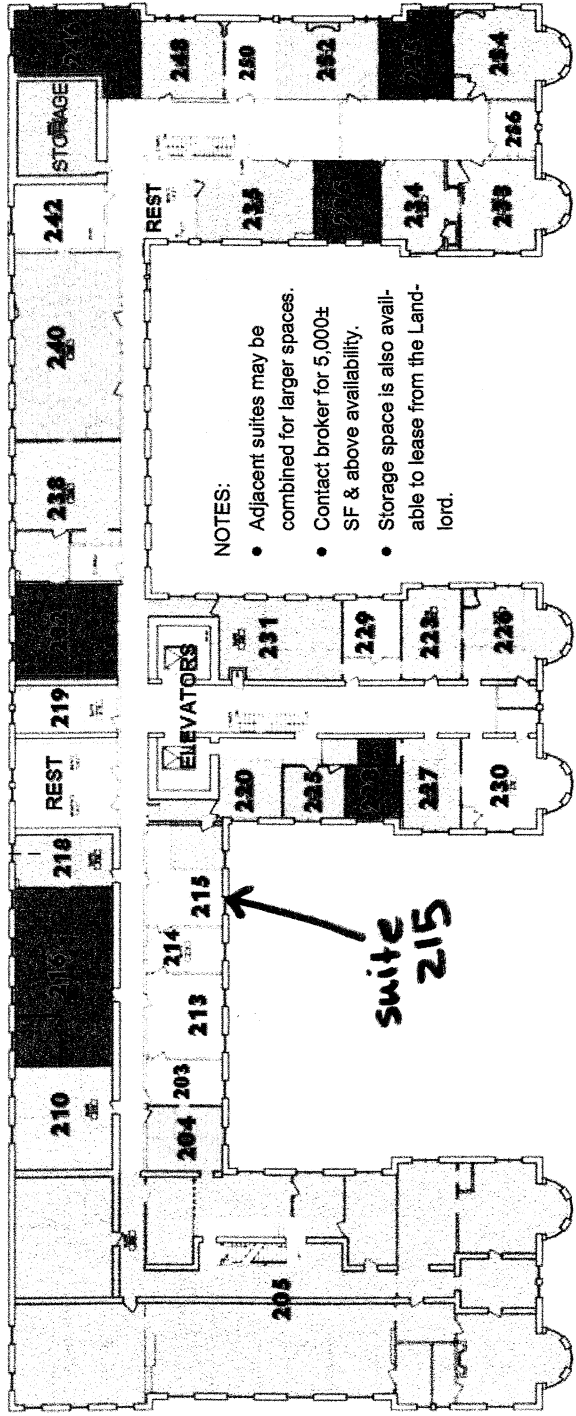 210
218
REST
219
238
240
242
STORAGE
204
203
213
214
215
ELEVATORS
REST
248
250
252
254
256
220
225
227
230
231
229
235
234
205
NOTES:
• Adjacent suites may be
combined for larger spaces.
• Contact broker for 5,000±
SF & above availability.
• Storage space is also avail-
able to lease from the Land-
lord.
suite
215